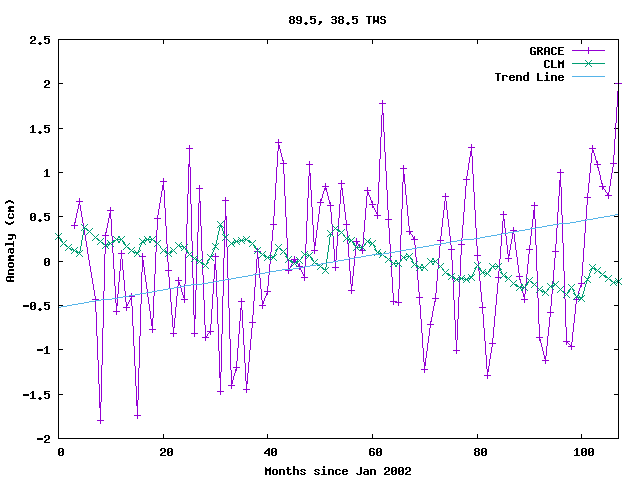 89.5, 38.5 TWS
GRACE
CLM
Trend Line
2.5
2
1.5
1
0.5
0
-0.5
-1
-1.5
-2
Anomaly (cm)
0 20 40 60 80 100
Months since Jan 2002